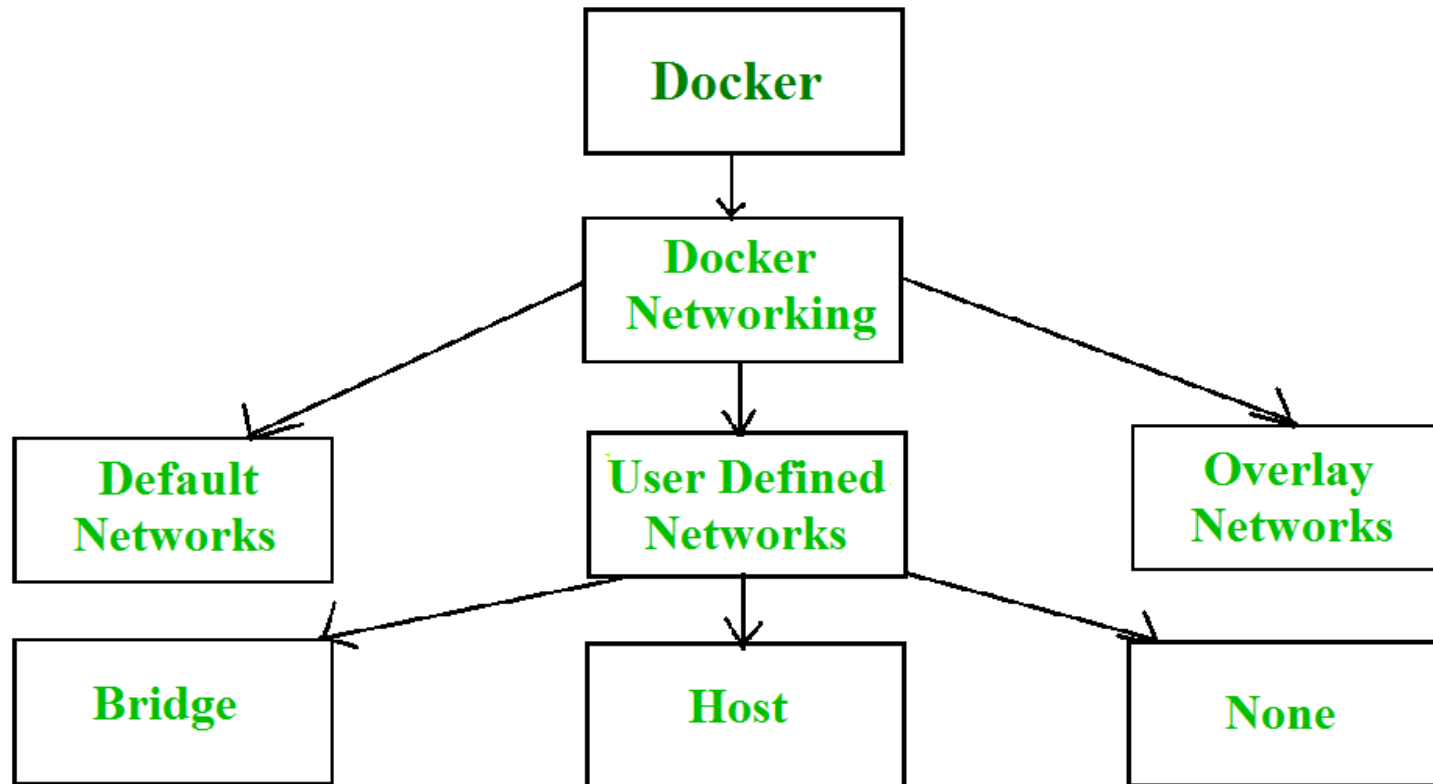 Docker
Docker
Networking
Default
Networks
User Defined
Networks
Overlay
Networks
Bridge
Host
None